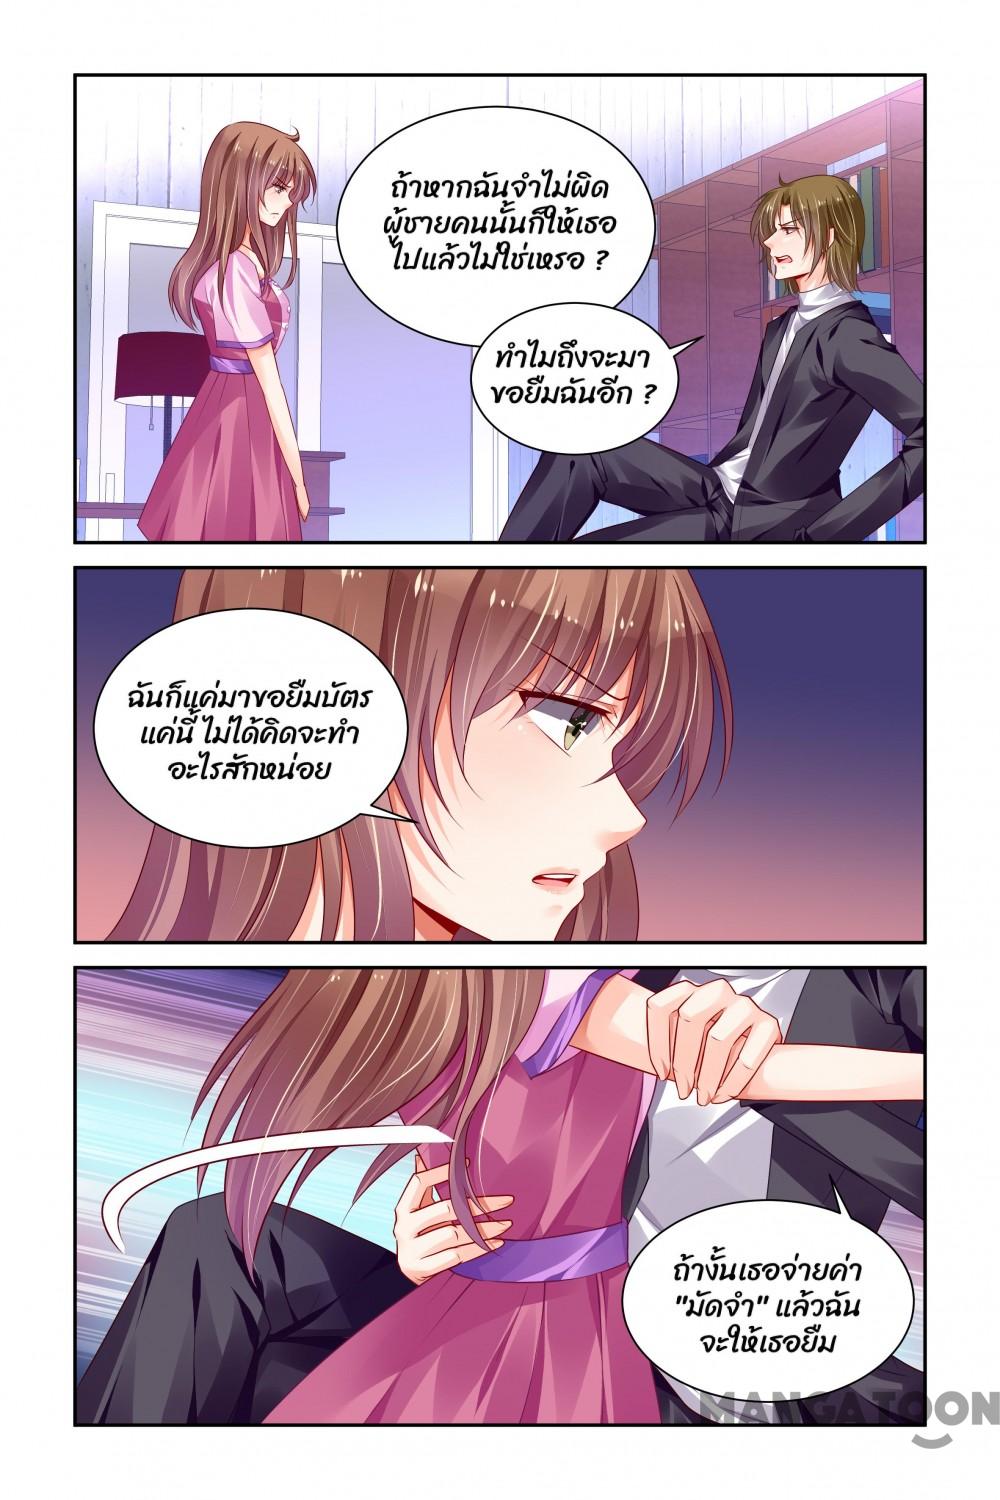 ถ้าหากฉันจำไม่ผิด
ผู้ชายคนนั้นก็ให้เธอ
ไปแล้วไม่ใช่เหรอ ?
ทำไมถึงจะมา
ขอยืมฉันอีก ?
ฉันก็แค่มาขอยืมบัตร
แค่นี้ ไม่ได้คิดจะทำ
อะไรสักหน่อย
ถ้างั้นเธอจ่ายค่า
"มัดจำ" แล้วฉัน
จะให้เธอยืม
MANGATOON